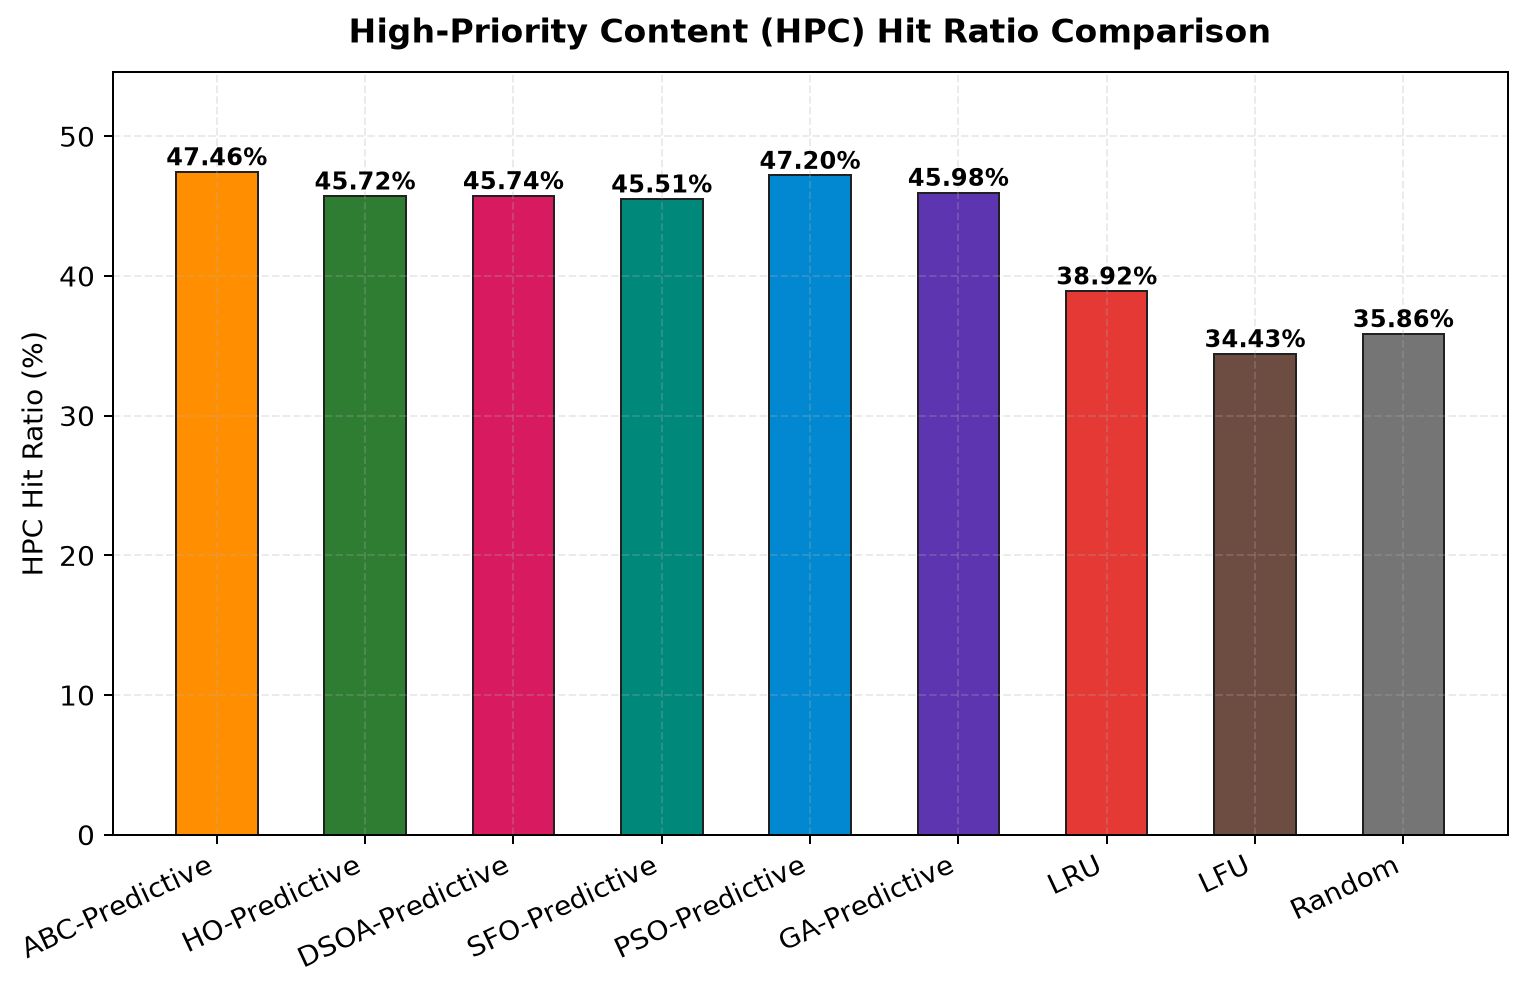 High-Priority Content (HPC) Hit Ratio Comparison
HPC Hit Ratio (%)
50
40
30
20
10
0
47.46%
45.72%
45.74%
45.51%
47.20%
45.98%
38.92%
34.43%
35.86%
ABC-Predictive
HO-Predictive
DSOA-Predictive
SFO-Predictive
PSO-Predictive
GA-Predictive
LRU
LFU
Random